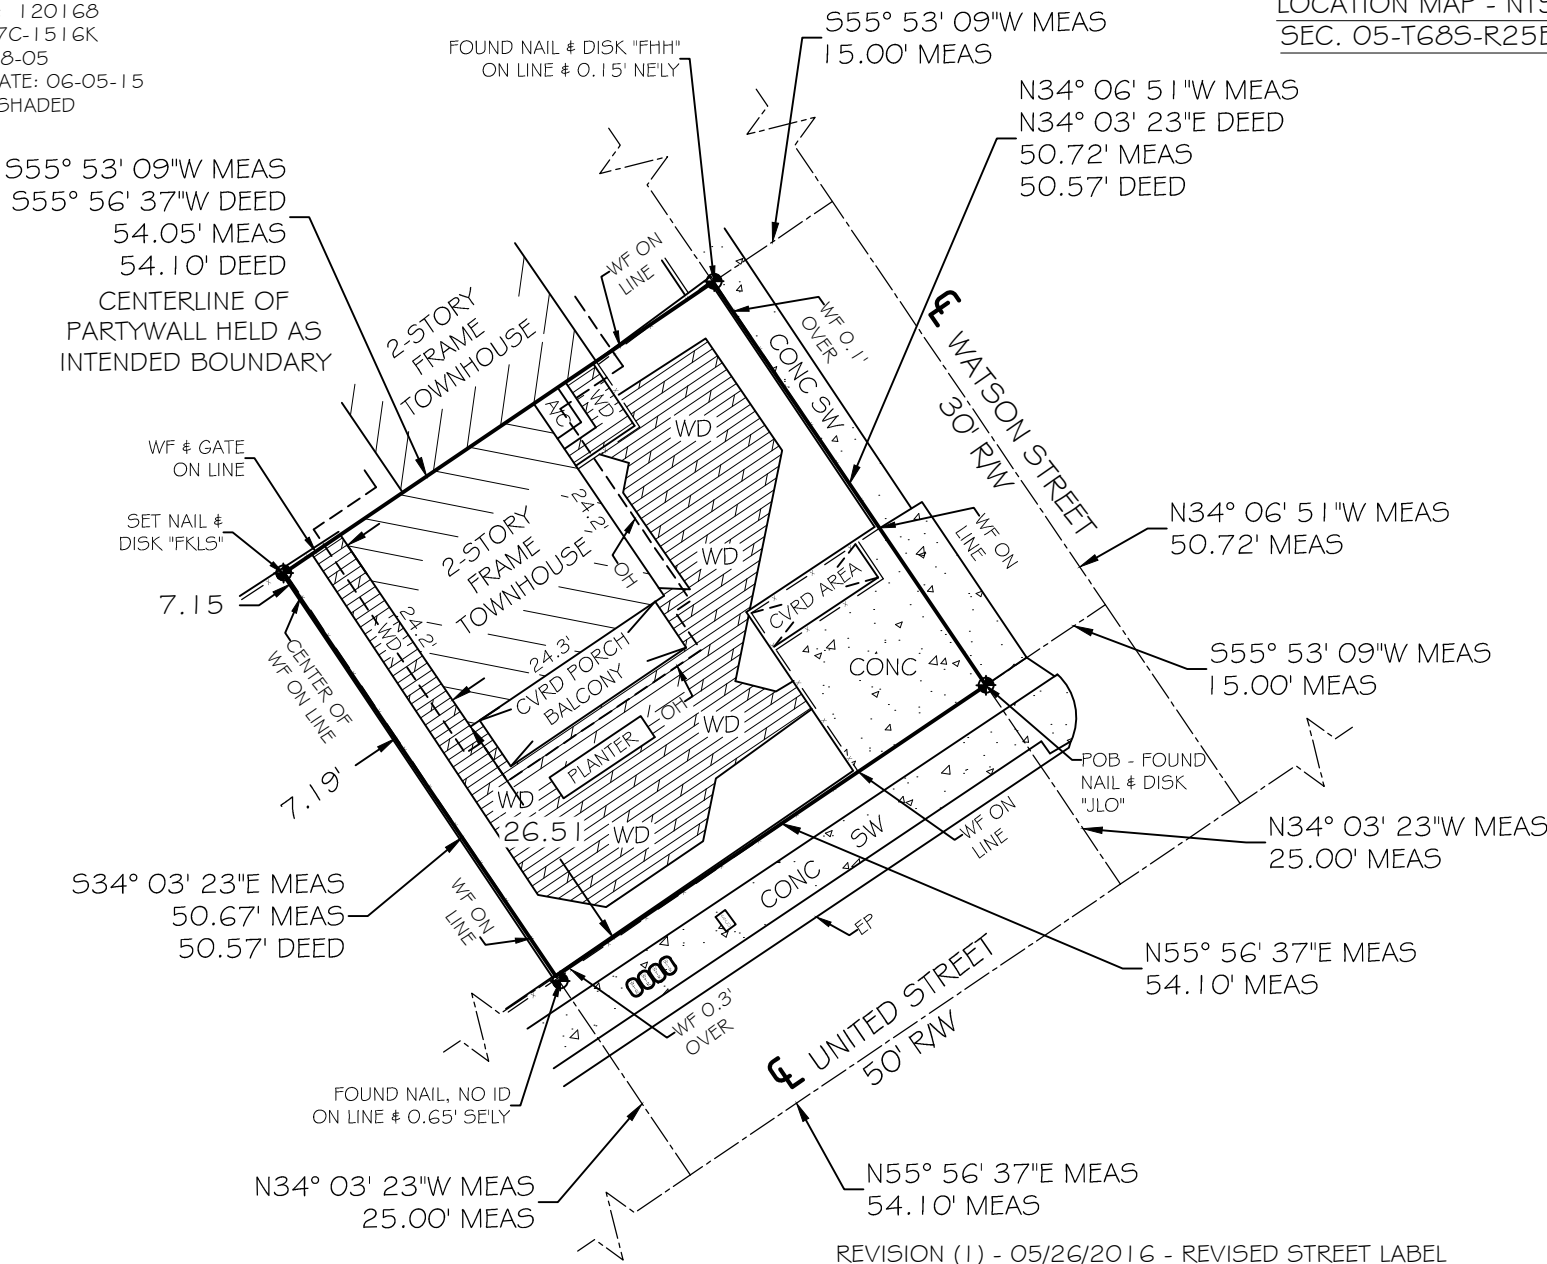 120168
7C-1516K
8-05
ATE: 06-05-15
SHADED
LOCATION MAP - NTS
SEC. 05-T68S-R25E
FOUND NAIL & DISK "FHH"
ON LINE & 0.15' NE'LY
S55° 53' 09"W MEAS
15.00' MEAS
N34° 06' 51"W MEAS
N34° 03' 23"E DEED
50.72' MEAS
50.57' DEED
S55° 53' 09"W MEAS
S55° 56' 37"W DEED
54.05' MEAS
54.10' DEED
CENTERLINE OF
PARTYWALL HELD AS
INTENDED BOUNDARY
2-STORY
FRAME
TOWNHOUSE
WF ON
LINE
WF 0.1'
OVER
CONC SW
℄ WATSON STREET
30' R/W
WF & GATE
ON LINE
SET NAIL &
DISK "FKLS"
7.15
A/C
WD
WD
24.2'
2-STORY
FRAME
TOWNHOUSE
OH
WD
WF ON
LINE
CVRD AREA
N34° 06' 51"W MEAS
50.72' MEAS
24.2'
WD
CENTER OF
WF ON LINE
24.3'
CVRD PORCH
BALCONY
OH
CONC
WD
S55° 53' 09"W MEAS
15.00' MEAS
PLANTER
7.19'
WD
26.51
WD
POB - FOUND
NAIL & DISK
"JLO"
WF ON
LINE
N34° 03' 23"W MEAS
25.00' MEAS
S34° 03' 23"E MEAS
50.67' MEAS
50.57' DEED
WF ON
LINE
CONC SW
EP
N55° 56' 37"E MEAS
54.10' MEAS
WF 0.3'
OVER
℄ UNITED STREET
50' R/W
FOUND NAIL, NO ID
ON LINE & 0.65' SE'LY
N34° 03' 23"W MEAS
25.00' MEAS
N55° 56' 37"E MEAS
54.10' MEAS
REVISION (1) - 05/26/2016 - REVISED STREET LABEL